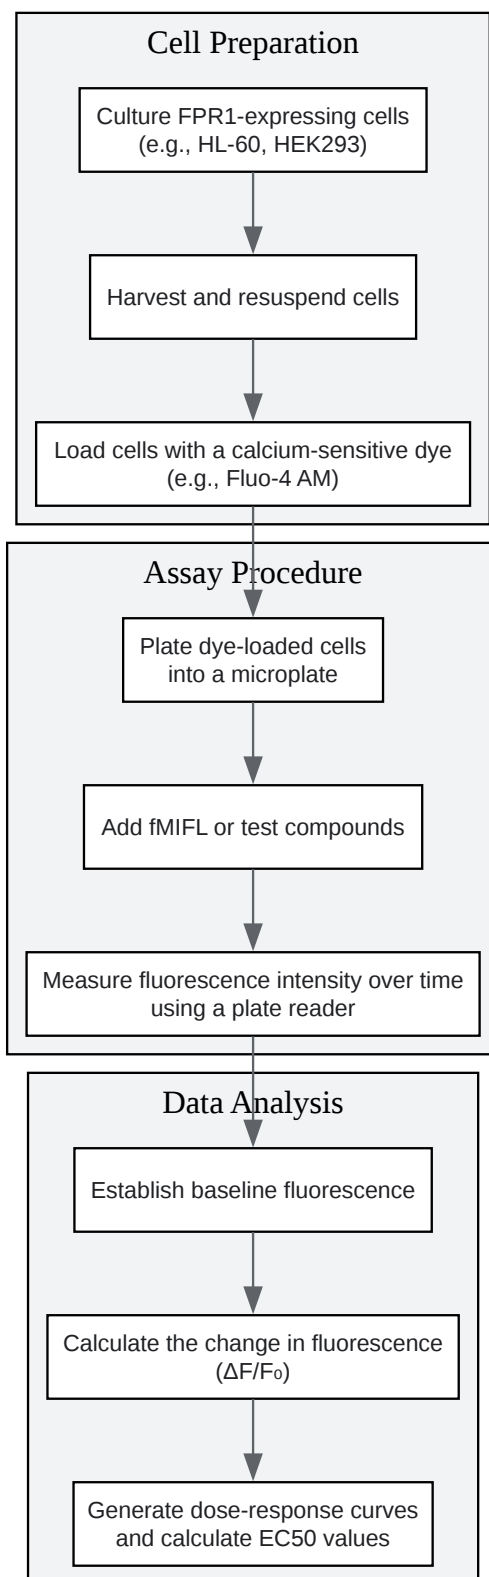 Cell Preparation
Culture FPR1-expressing cells
(e.g., HL-60, HEK293)
Harvest and resuspend cells
Load cells with a calcium-sensitive dye
(e.g., Fluo-4 AM)
Assay Procedure
Plate dye-loaded cells
into a microplate
Add fMIFL or test compounds
Measure fluorescence intensity over time
using a plate reader
Data Analysis
Establish baseline fluorescence
Calculate the change in fluorescence
(ΔF/F₀)
Generate dose-response curves
and calculate EC50 values